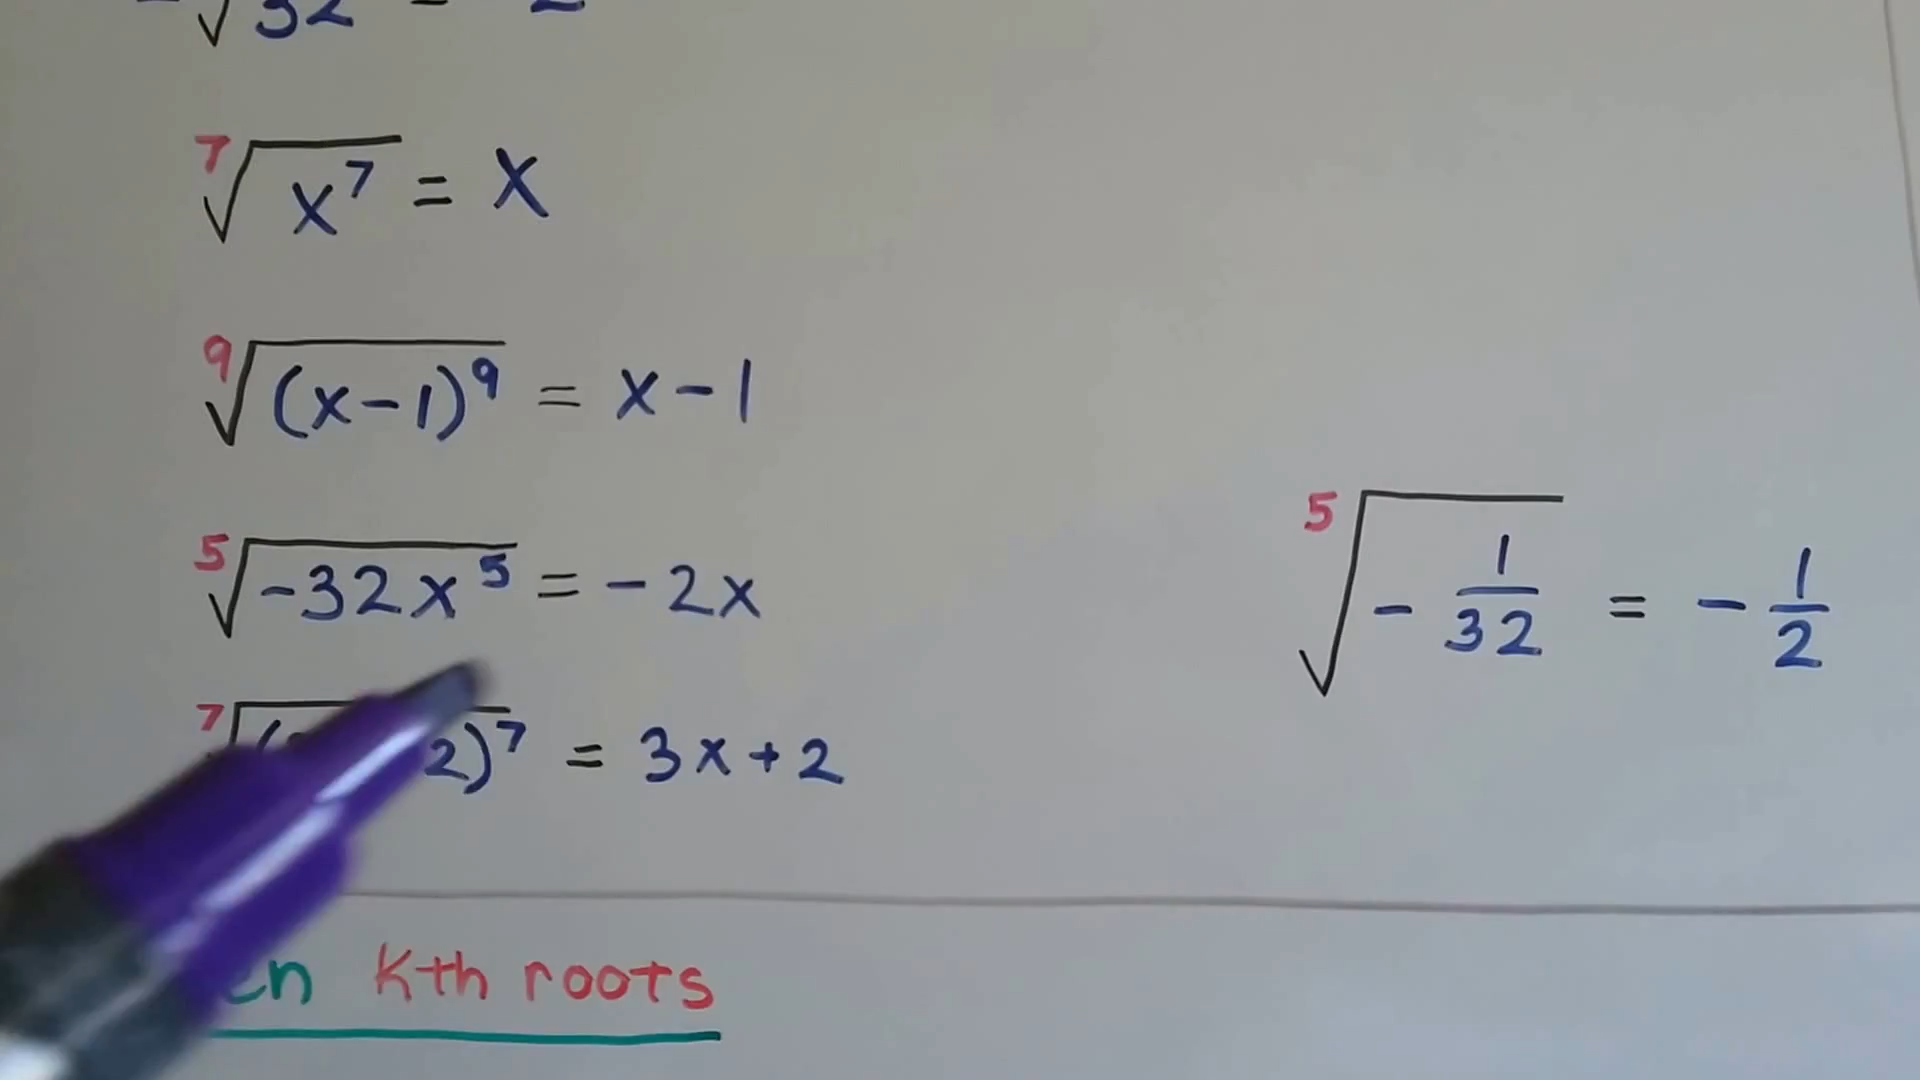 ⁷√x⁷ = x
⁹√(x-1)⁹ = x-1
⁵√-32x⁵ = -2x
⁵√-1/32 = -1/2
2)⁷ = 3x+2
Kth roots